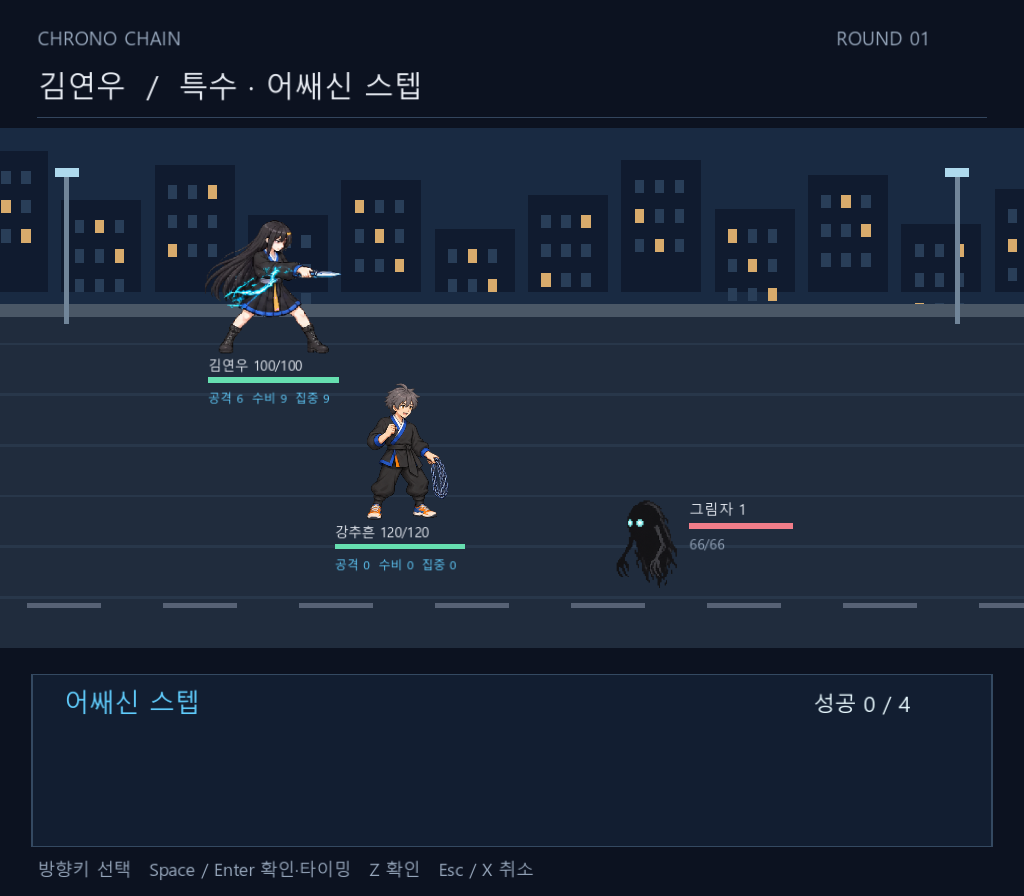 CHRONO CHAIN
ROUND 01
김연우 / 특수 · 어쌔신 스텝
김연우 100/100
공격 6 수비 9 집중 9
강추흔 120/120
공격 0 수비 0 집중 0
그림자 1
66/66
어쌔신 스텝
성공 0 / 4
방향키 선택 Space / Enter 확인·타이밍 Z 확인 Esc / X 취소